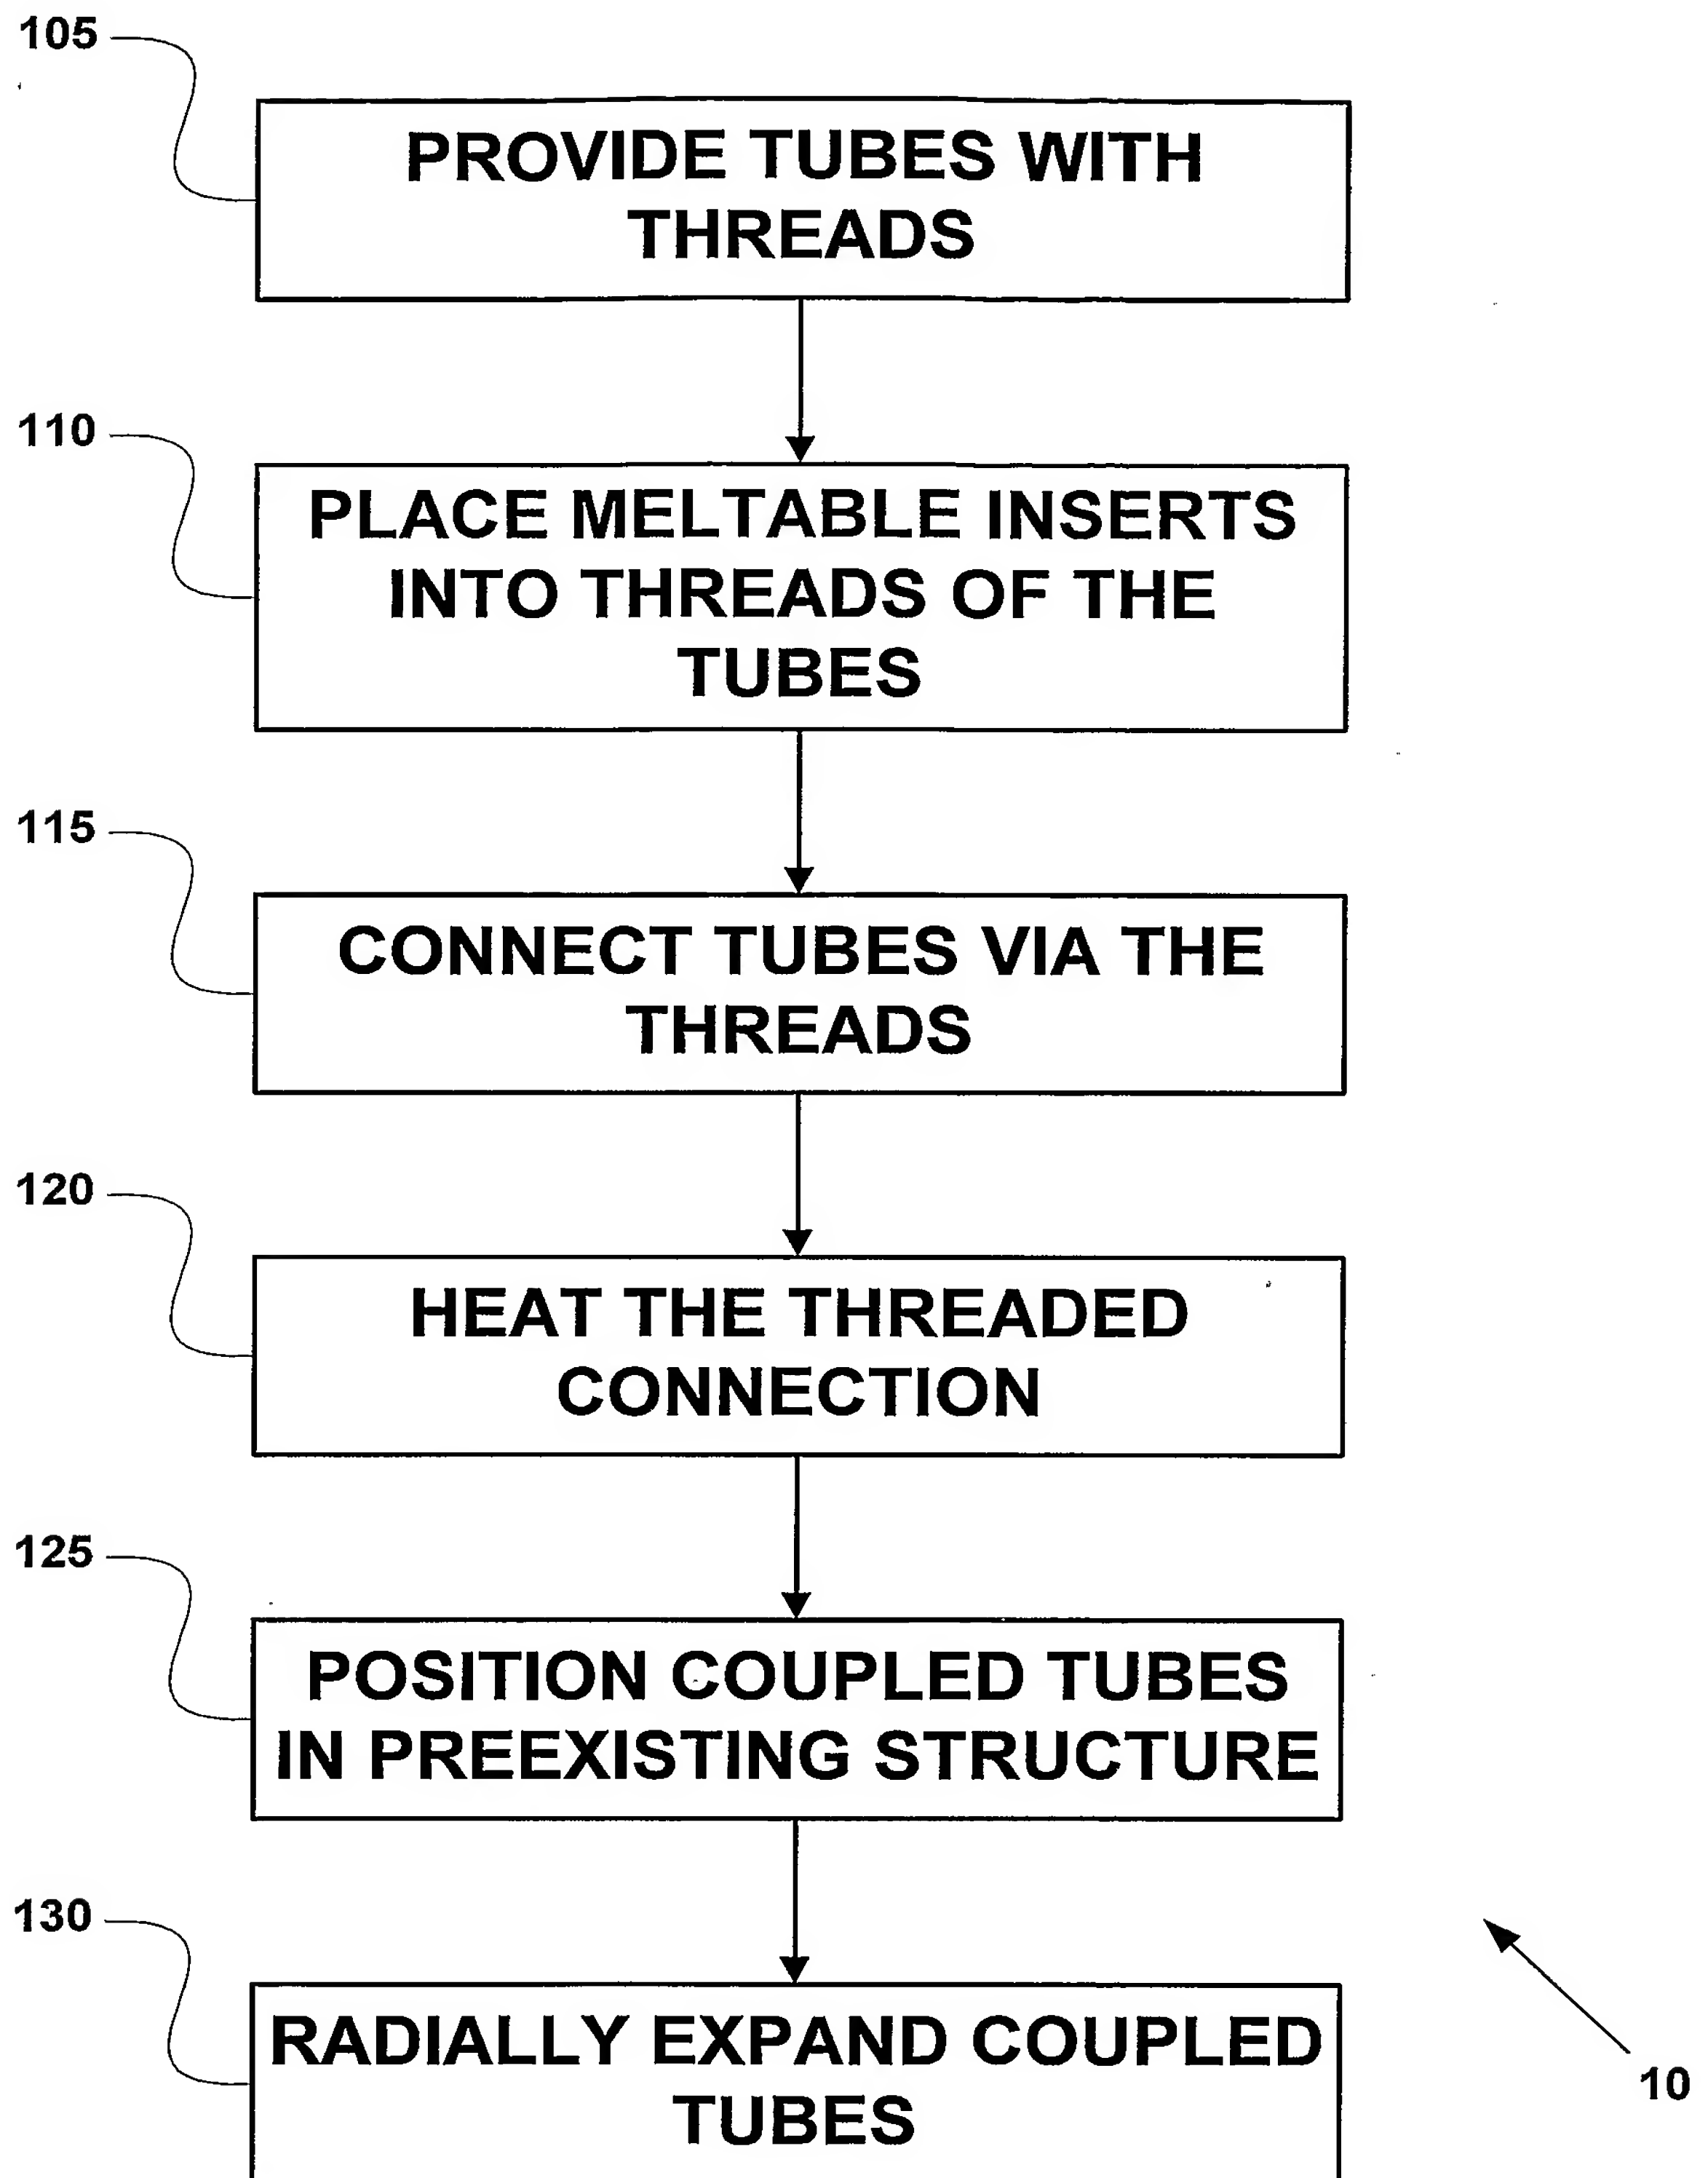 105
PROVIDE TUBES WITH
THREADS
110
PLACE MELTABLE INSERTS
INTO THREADS OF THE
TUBES
115
CONNECT TUBES VIA THE
THREADS
120
HEAT THE THREADED
CONNECTION
125
POSITION COUPLED TUBES
IN PREEXISTING STRUCTURE
130
RADIALLY EXPAND COUPLED
TUBES
10